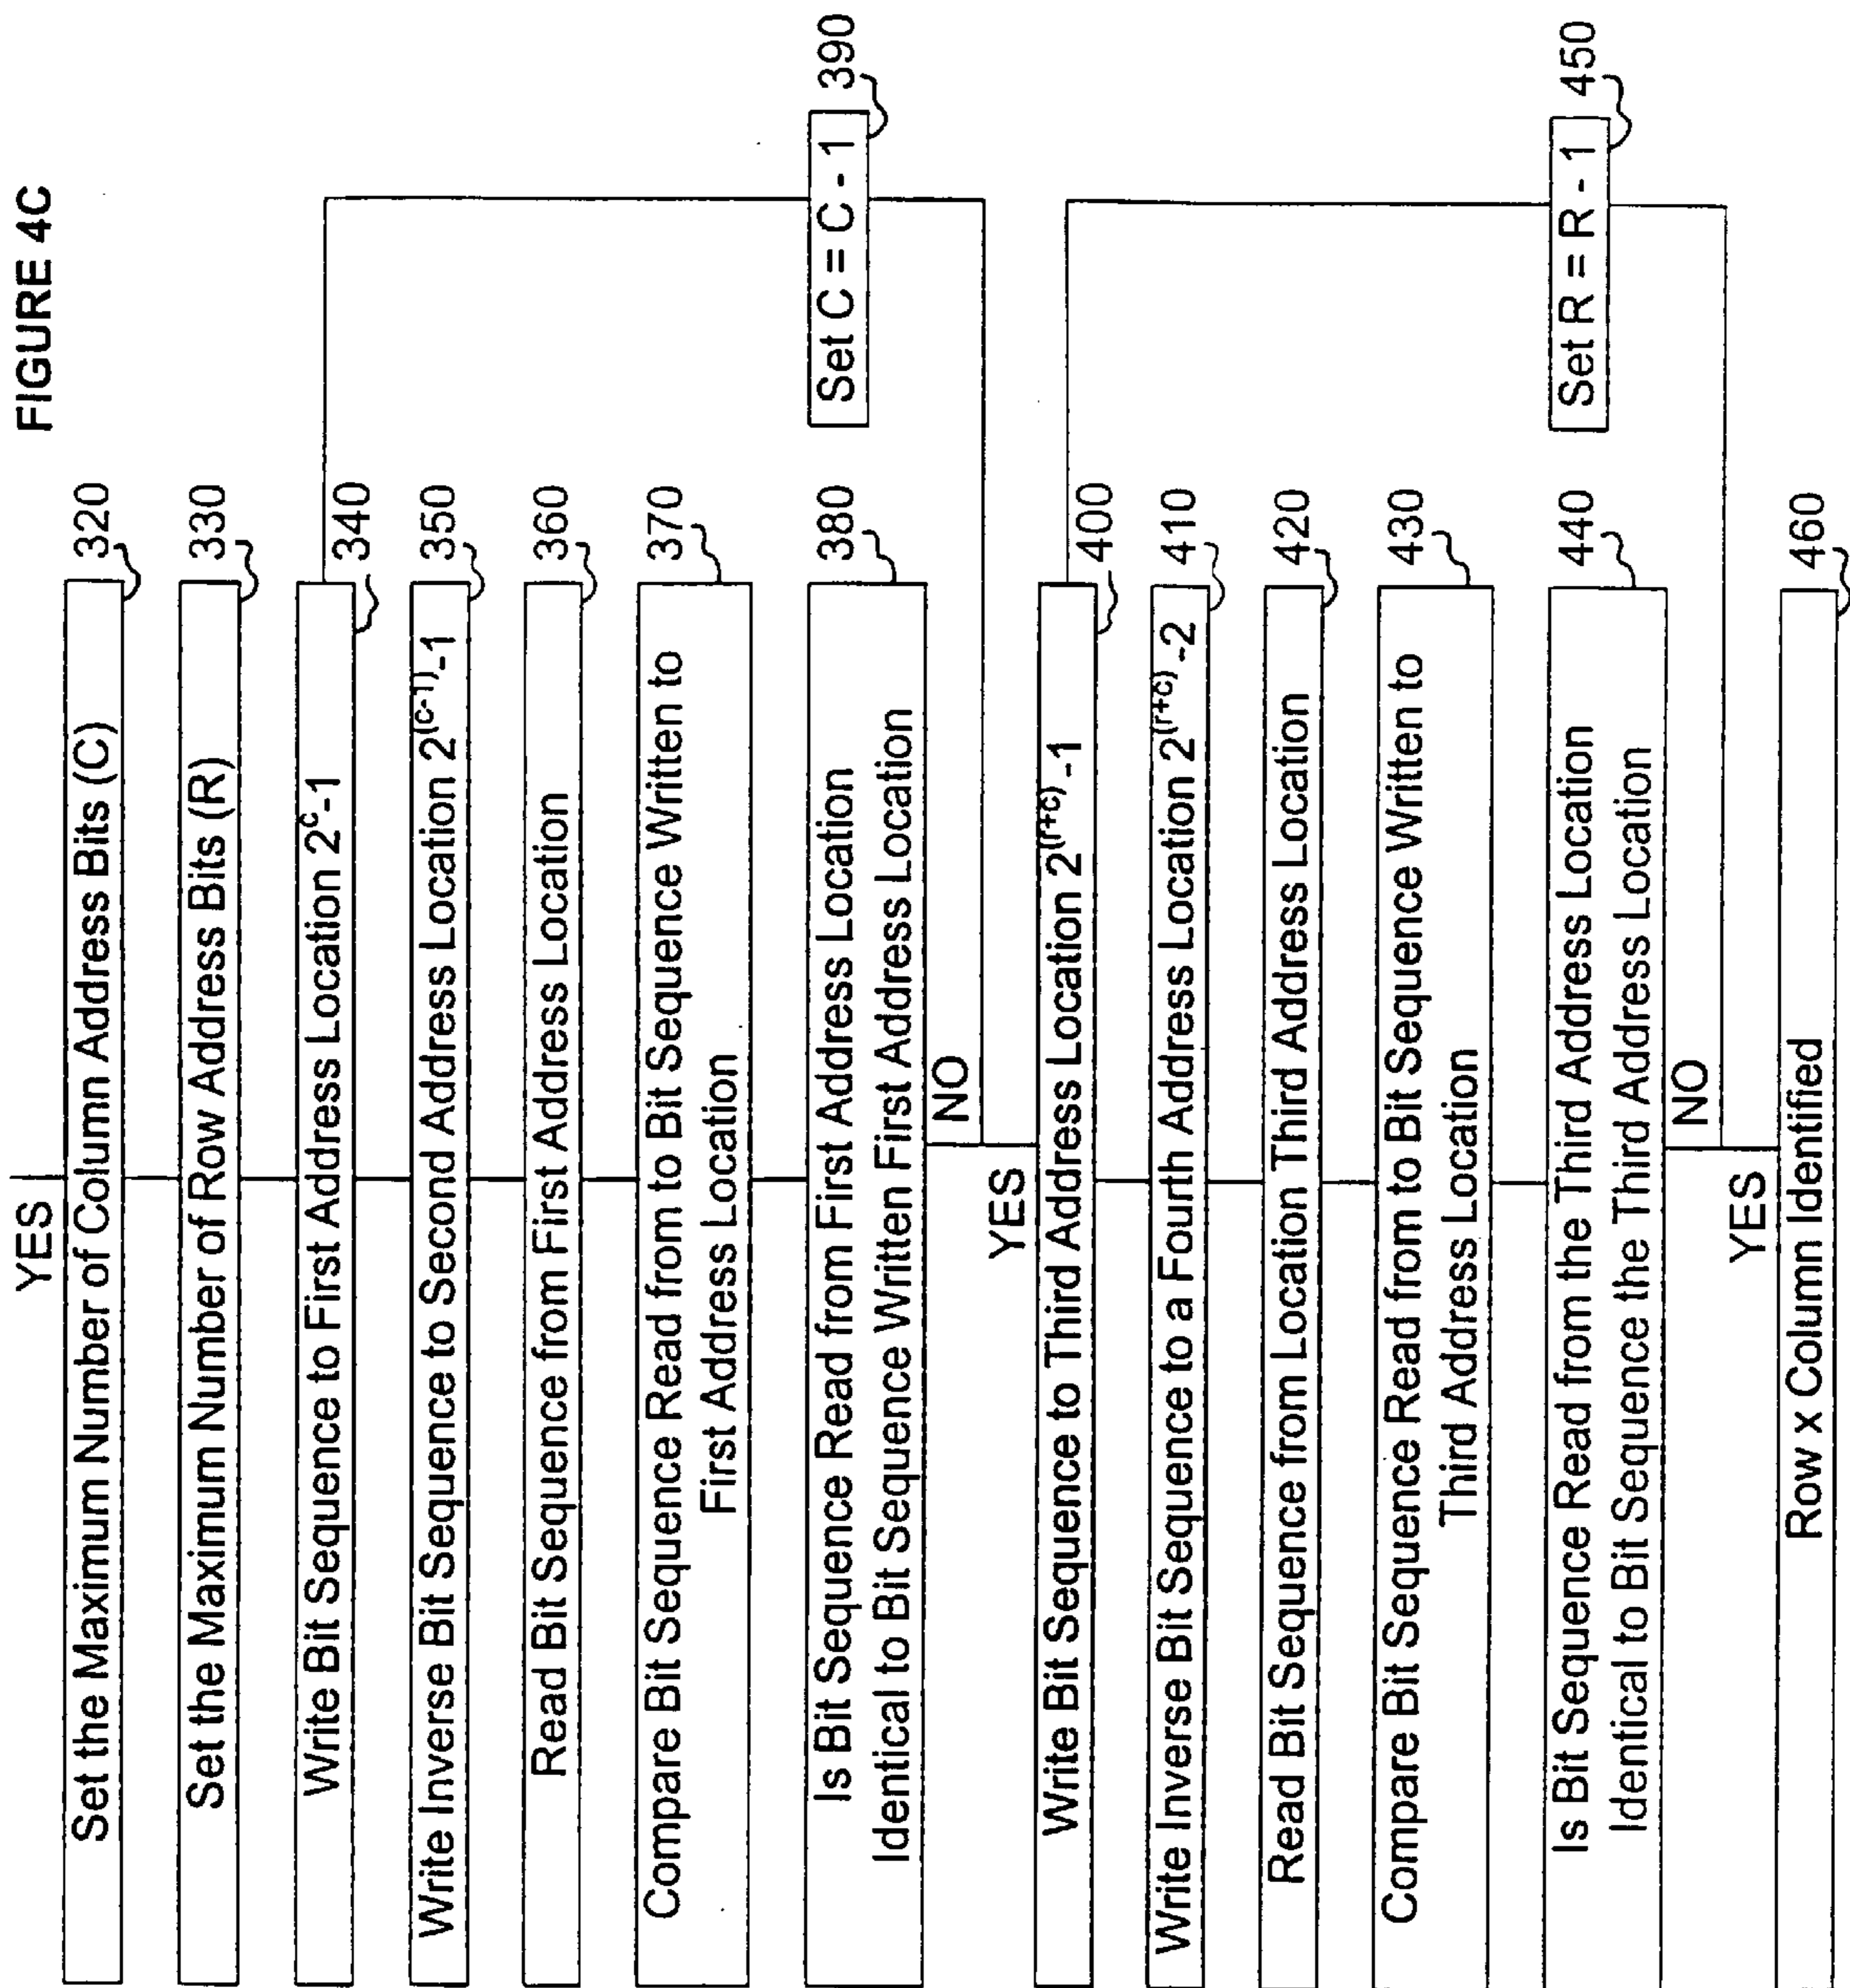 FIGURE 4C
YES
Set the Maximum Number of Column Address Bits (C) 320
Set the Maximum Number of Row Address Bits (R) 330
Write Bit Sequence to First Address Location 2^c-1 340
Write Inverse Bit Sequence to Second Address Location 2^(c-1)-1 350
Read Bit Sequence from First Address Location 360
Compare Bit Sequence Read from to Bit Sequence Written to 370
First Address Location
Is Bit Sequence Read from First Address Location 380
Identical to Bit Sequence Written First Address Location
Set C = C - 1 390
NO
YES
Write Bit Sequence to Third Address Location 2^(r+c)-1 400
Write Inverse Bit Sequence to a Fourth Address Location 2^(r+c)-2 410
Read Bit Sequence from Location Third Address Location 420
Compare Bit Sequence Read from to Bit Sequence Written to 430
Third Address Location
Is Bit Sequence Read from the Third Address Location 440
Identical to Bit Sequence the Third Address Location
Set R = R - 1 450
NO
YES
Row x Column Identified 460